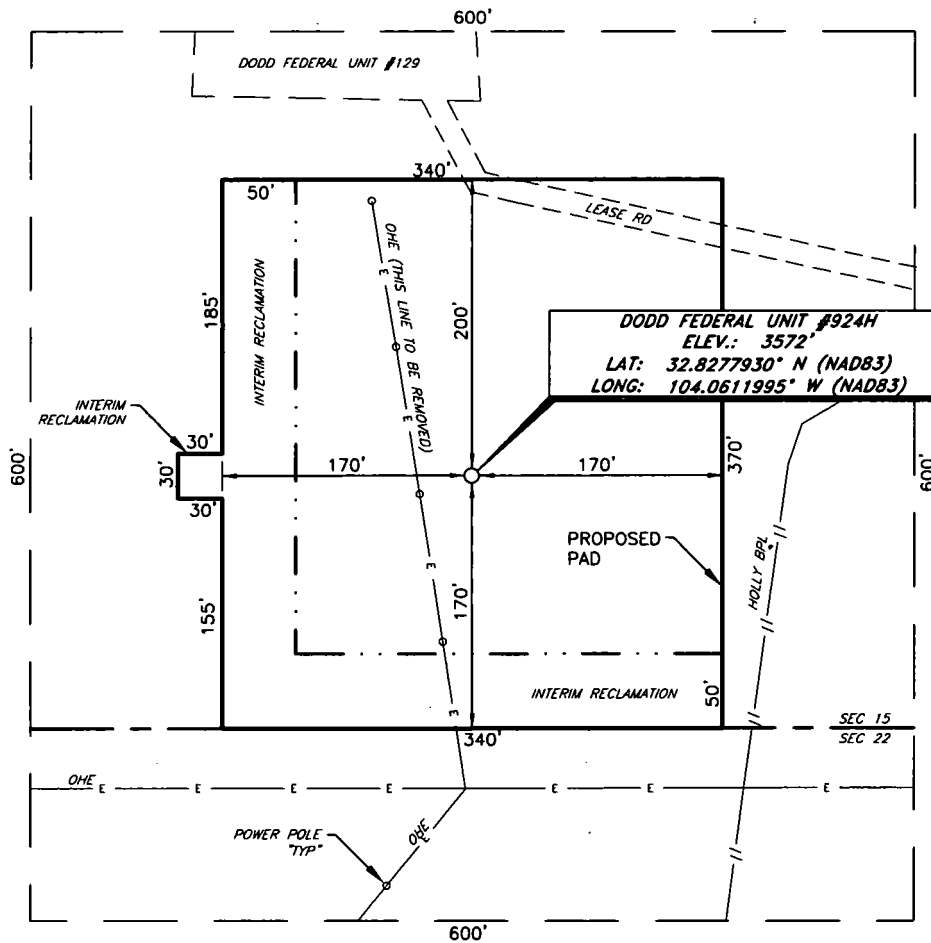 600'
DODD FEDERAL UNIT #129
340'
50'
LEASE RD
OHE (THIS LINE TO BE REMOVED)
E
INTERIM RECLAMATION
185'
200'
DODD FEDERAL UNIT #924H
ELEV.: 3572'
LAT: 32.8277930° N (NAD83)
LONG: 104.0611995° W (NAD83)
E
INTERIM
RECLAMATION
30'
600'
30'
170'
170'
370'
600'
30'
E
PROPOSED
PAD
HOLLY BPL
155'
170'
E
INTERIM RECLAMATION
50'
E
SEC 15
SEC 22
340'
OHE
E E E E E E E E
OHE
E
POWER POLE
"TYP"
600'